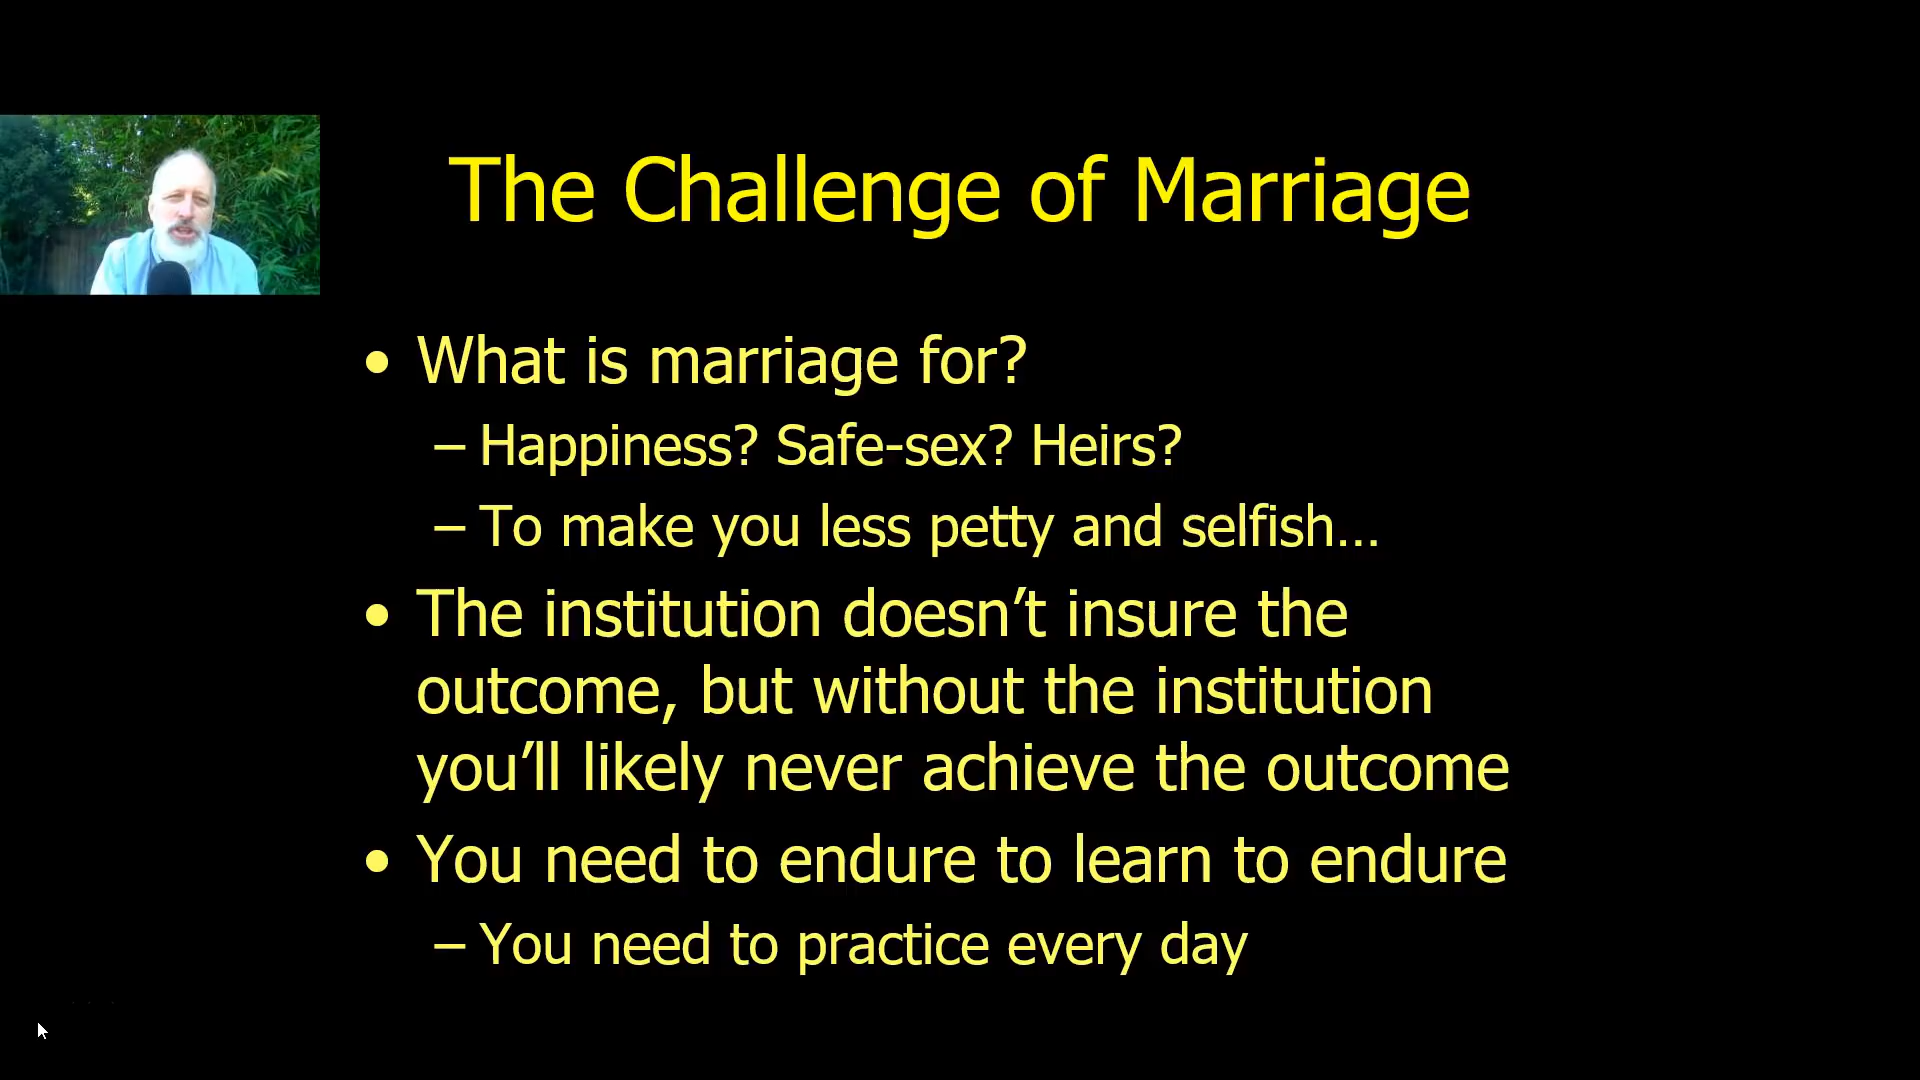 The Challenge of Marriage
• What is marriage for?
– Happiness? Safe-sex? Heirs?
– To make you less petty and selfish…
• The institution doesn’t insure the
outcome, but without the institution
you’ll likely never achieve the outcome
• You need to endure to learn to endure
– You need to practice every day